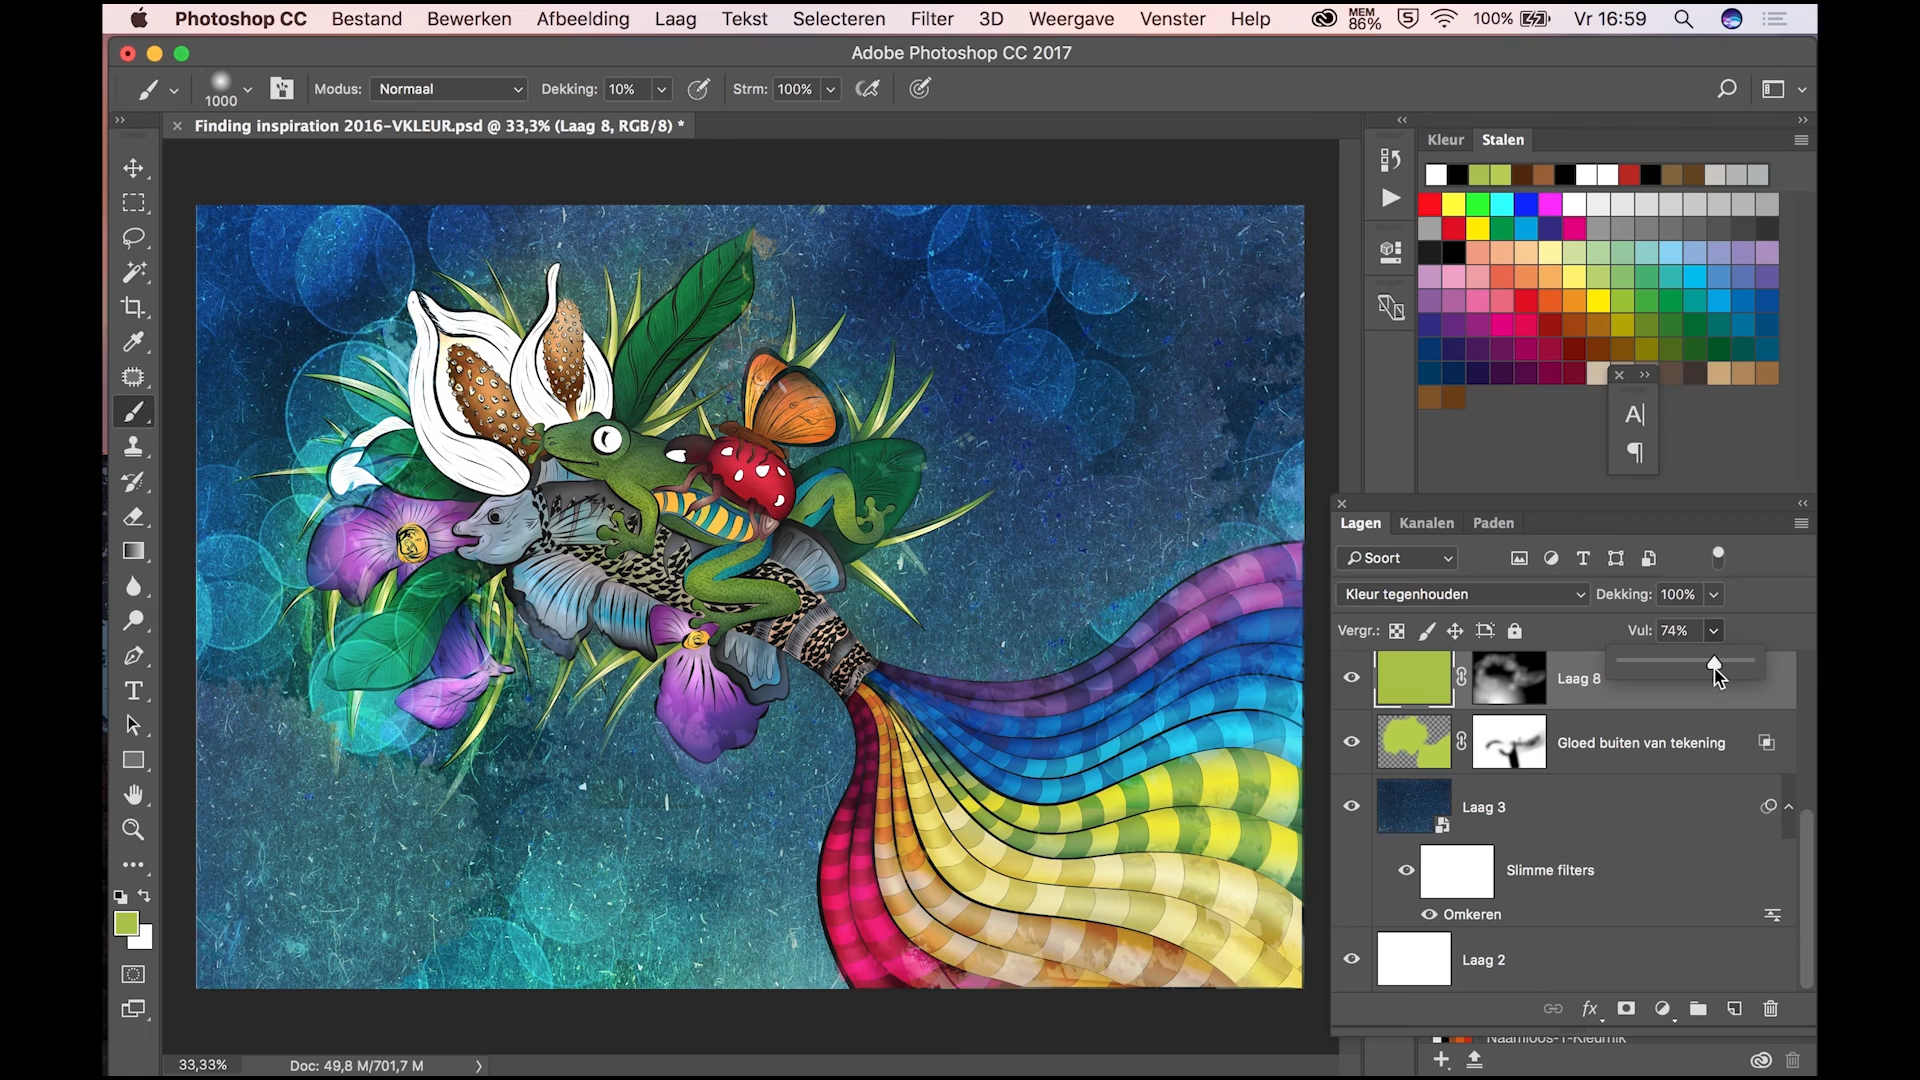 Photoshop CC Bestand Bewerken Afbeelding Laag Tekst Selecteren Filter 3D Weergave Venster Help MEM 86% 5 100% Vr 16:59
Adobe Photoshop CC 2017
1000 Modus: Normaal Dekking: 10% Strm: 100%
Finding inspiration 2016-VKLEUR.psd @ 33,3% (Laag 8, RGB/8) *
Kleur Stalen
A
Lagen Kanalen Paden
Soort
Kleur tegenhouden Dekking: 100%
Vergr.: Vul: 74%
Laag 8
Gloed buiten van tekening
Laag 3
Slimme filters
Omkeren
Laag 2
fx
33,33% Doc: 49,8 M/701,7 M